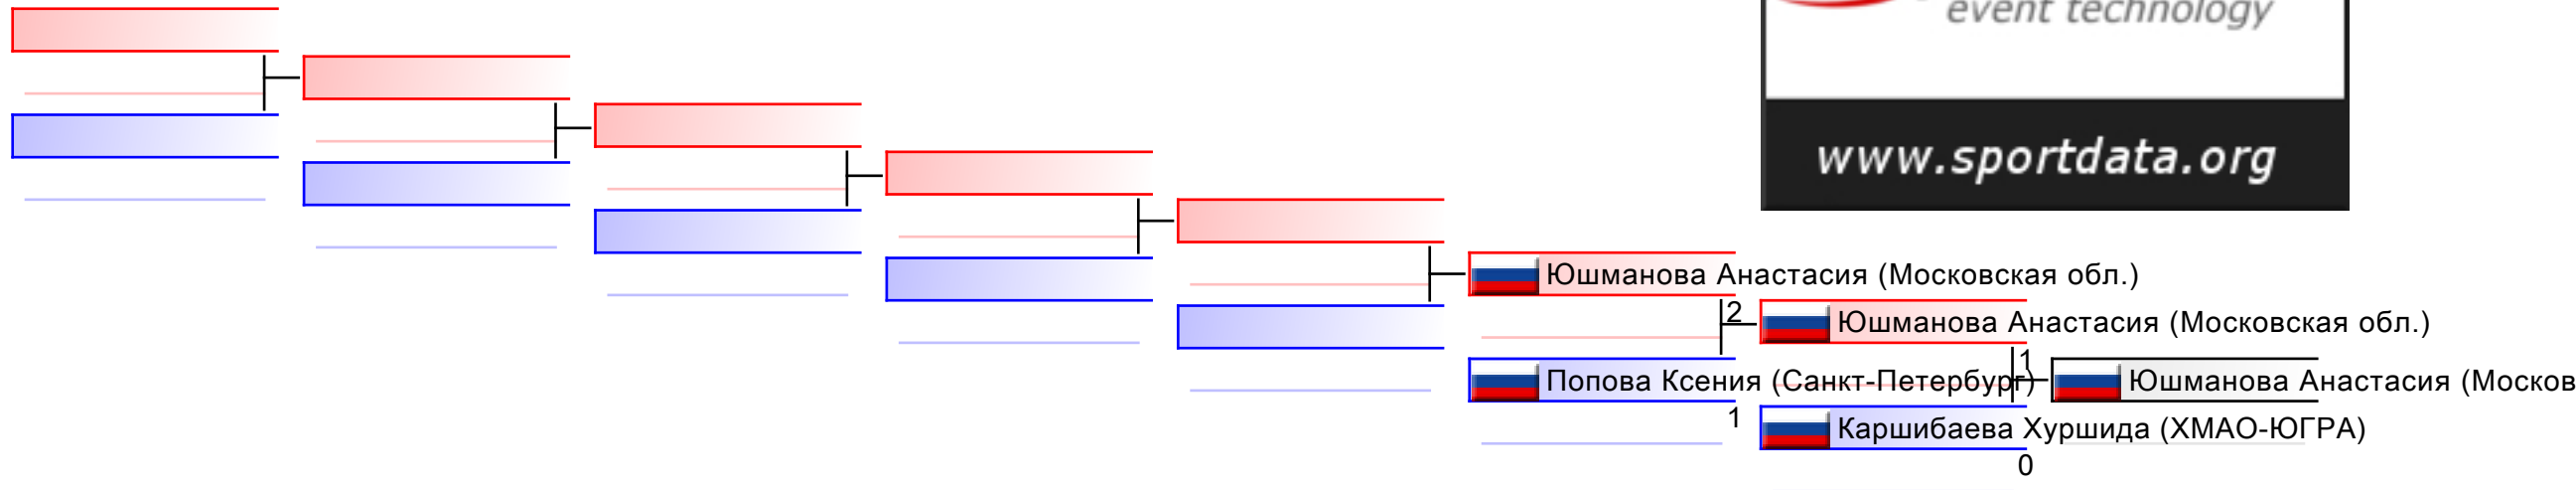 event technology
www.sportdata.org
Юшманова Анастасия (Московская обл.)
2
Юшманова Анастасия (Московская обл.)
1
Попова Ксения (Санкт-Петербург)
Юшманова Анастасия (Москов
1
Каршибаева Хуршида (ХМАО-ЮГРА)
0